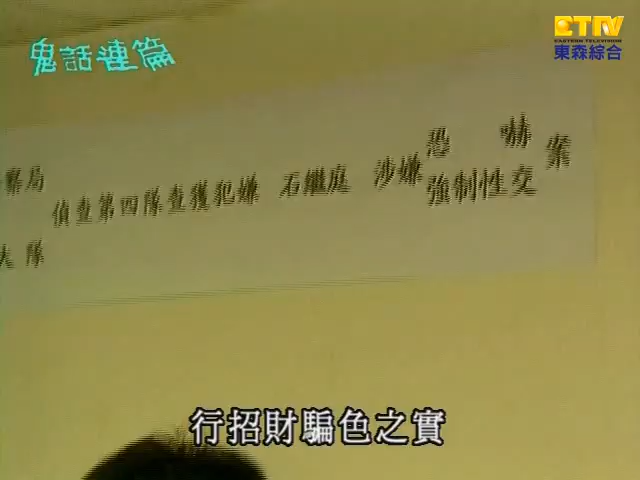 鬼話連篇
ETTV
EASTERN TELEVISION
東森綜合
察局
大隊
偵查第四隊查獲犯嫌 石繼庭 涉嫌
恐嚇
強制性交
案
行招財騙色之實